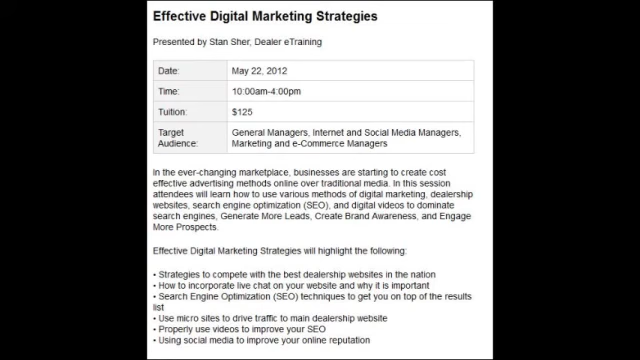 Effective Digital Marketing Strategies
Presented by Stan Sher, Dealer eTraining
Date: May 22, 2012
Time: 10:00am-4:00pm
Tuition: $125
Target Audience: General Managers, Internet and Social Media Managers,
Marketing and e-Commerce Managers
In the ever-changing marketplace, businesses are starting to create cost
effective advertising methods online over traditional media. In this session
attendees will learn how to use various methods of digital marketing, dealership
websites, search engine optimization (SEO), and digital videos to dominate
search engines, Generate More Leads, Create Brand Awareness, and Engage
More Prospects.
Effective Digital Marketing Strategies will highlight the following:
• Strategies to compete with the best dealership websites in the nation
• How to incorporate live chat on your website and why it is important
• Search Engine Optimization (SEO) techniques to get you on top of the results
list
• Use micro sites to drive traffic to main dealership website
• Properly use videos to improve your SEO
• Using social media to improve your online reputation